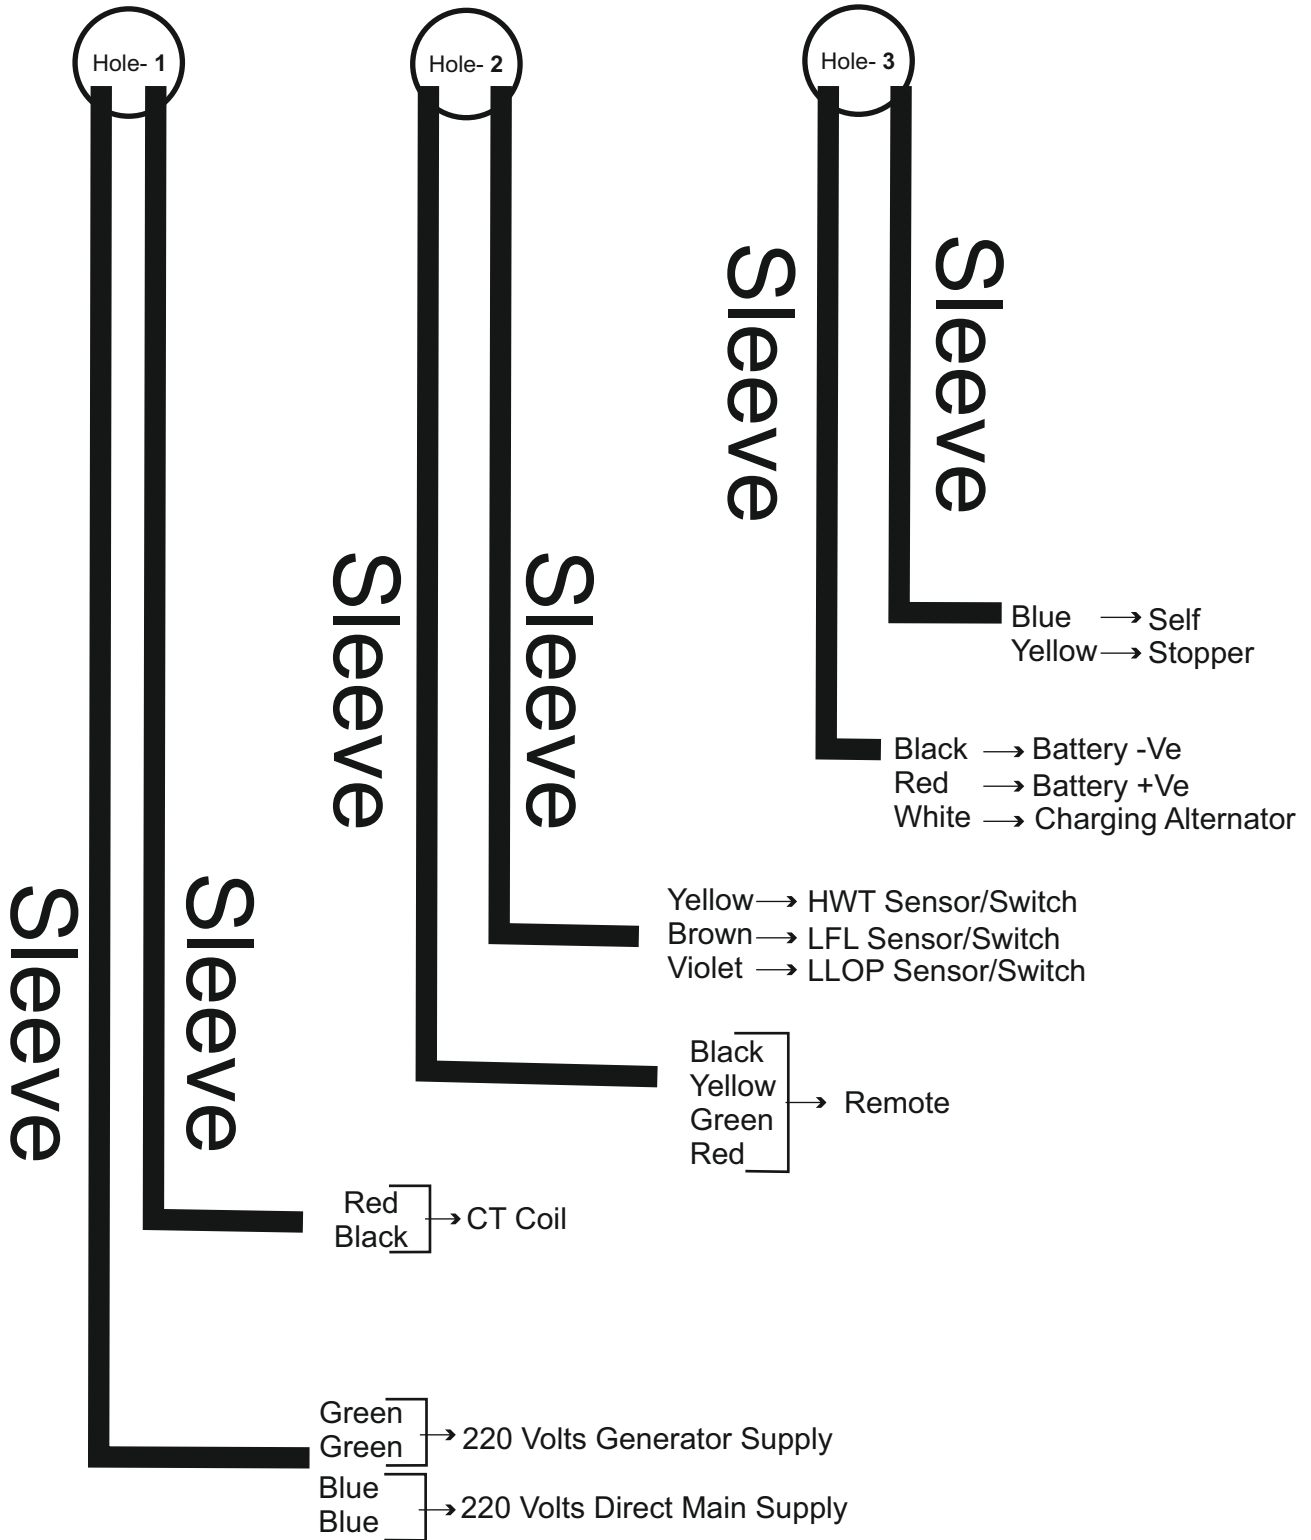 Hole- 1
Hole- 2
Hole- 3
Sleeve
Sleeve
Blue → Self
Yellow → Stopper
Black → Battery -Ve
Red → Battery +Ve
White → Charging Alternator
Sleeve
Sleeve
Yellow → HWT Sensor/Switch
Brown → LFL Sensor/Switch
Violet → LLOP Sensor/Switch
Black
Yellow
Green
Red
→ Remote
Sleeve
Sleeve
Red
Black
→ CT Coil
Green
Green
→ 220 Volts Generator Supply
Blue
Blue
→ 220 Volts Direct Main Supply